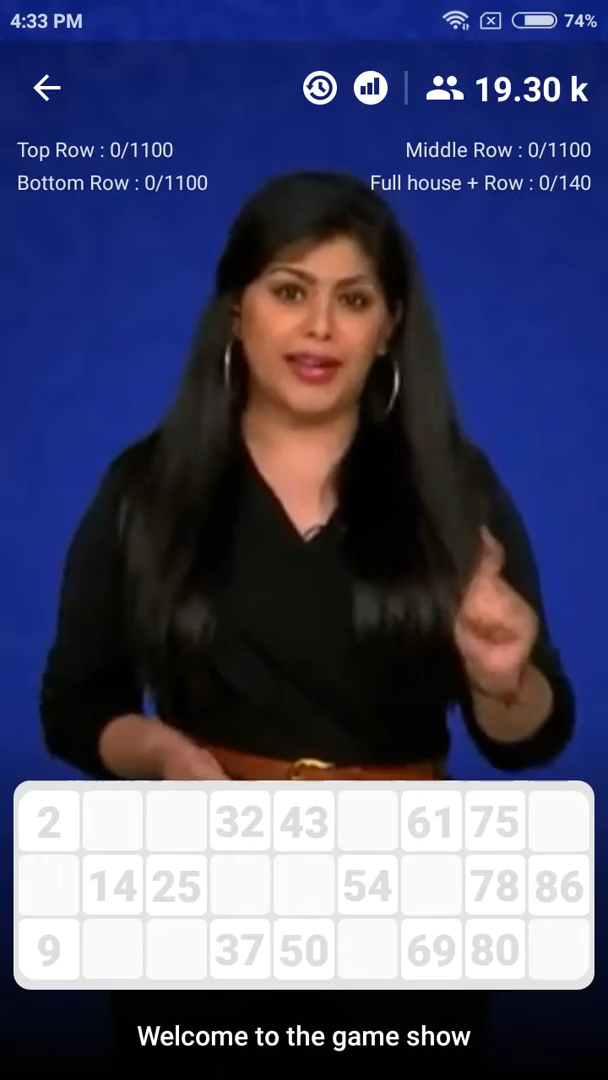 4:33 PM 74%
19.30 k
Top Row : 0/1100 Middle Row : 0/1100
Bottom Row : 0/1100 Full house + Row : 0/140
2 32 43 61 75
14 25 54 78 86
9 37 50 69 80
Welcome to the game show